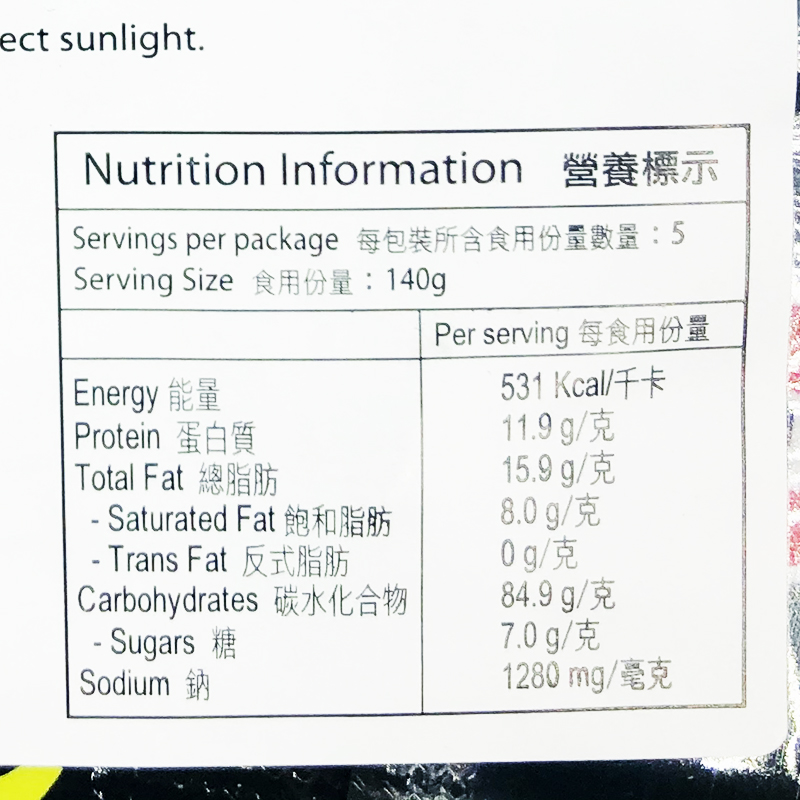 ect sunlight.
Nutrition Information 營養標示
Servings per package 每包裝所含食用份量數量：5
Serving Size 食用份量：140g
Per serving 每食用份量
Energy 能量 531 Kcal/千卡
Protein 蛋白質 11.9 g/克
Total Fat 總脂肪 15.9 g/克
- Saturated Fat 飽和脂肪 8.0 g/克
- Trans Fat 反式脂肪 0 g/克
Carbohydrates 碳水化合物 84.9 g/克
- Sugars 糖 7.0 g/克
Sodium 鈉 1280 mg/毫克